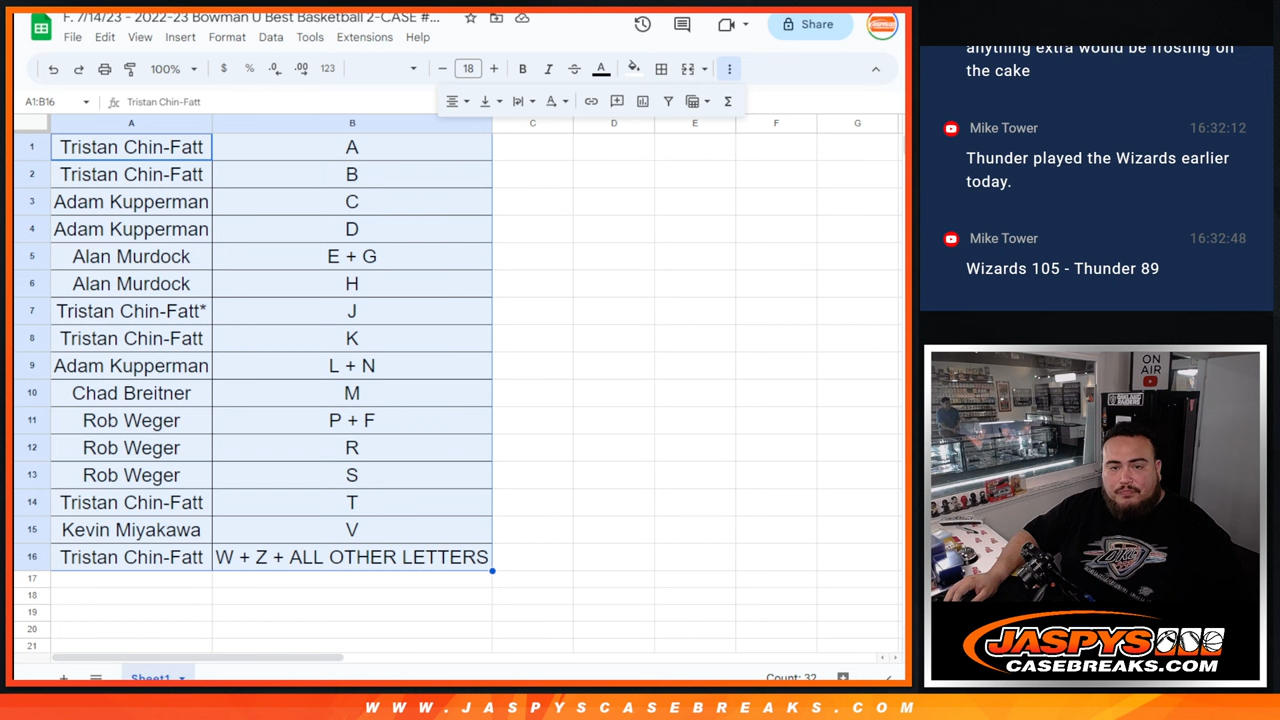 F. 7/14/23 - 2022-23 Bowman U Best Basketball 2-CASE #...
File Edit View Insert Format Data Tools Extensions Help
Share
100% $ % .0 .00 123 18 B I A
A1:B16 fx Tristan Chin-Fatt
A B C D E F G
1 Tristan Chin-Fatt A
2 Tristan Chin-Fatt B
3 Adam Kupperman C
4 Adam Kupperman D
5 Alan Murdock E + G
6 Alan Murdock H
7 Tristan Chin-Fatt* J
8 Tristan Chin-Fatt K
9 Adam Kupperman L + N
10 Chad Breitner M
11 Rob Weger P + F
12 Rob Weger R
13 Rob Weger S
14 Tristan Chin-Fatt T
15 Kevin Miyakawa V
16 Tristan Chin-Fatt W + Z + ALL OTHER LETTERS
17
18
19
20
21
Sheet1 Count: 32
anything extra would be frosting on
the cake
Mike Tower 16:32:12
Thunder played the Wizards earlier
today.
Mike Tower 16:32:48
Wizards 105 - Thunder 89
ON
AIR
OKC
JASPYS
CASEBREAKS.COM
WWW.JASPYSCASEBREAKS.COM